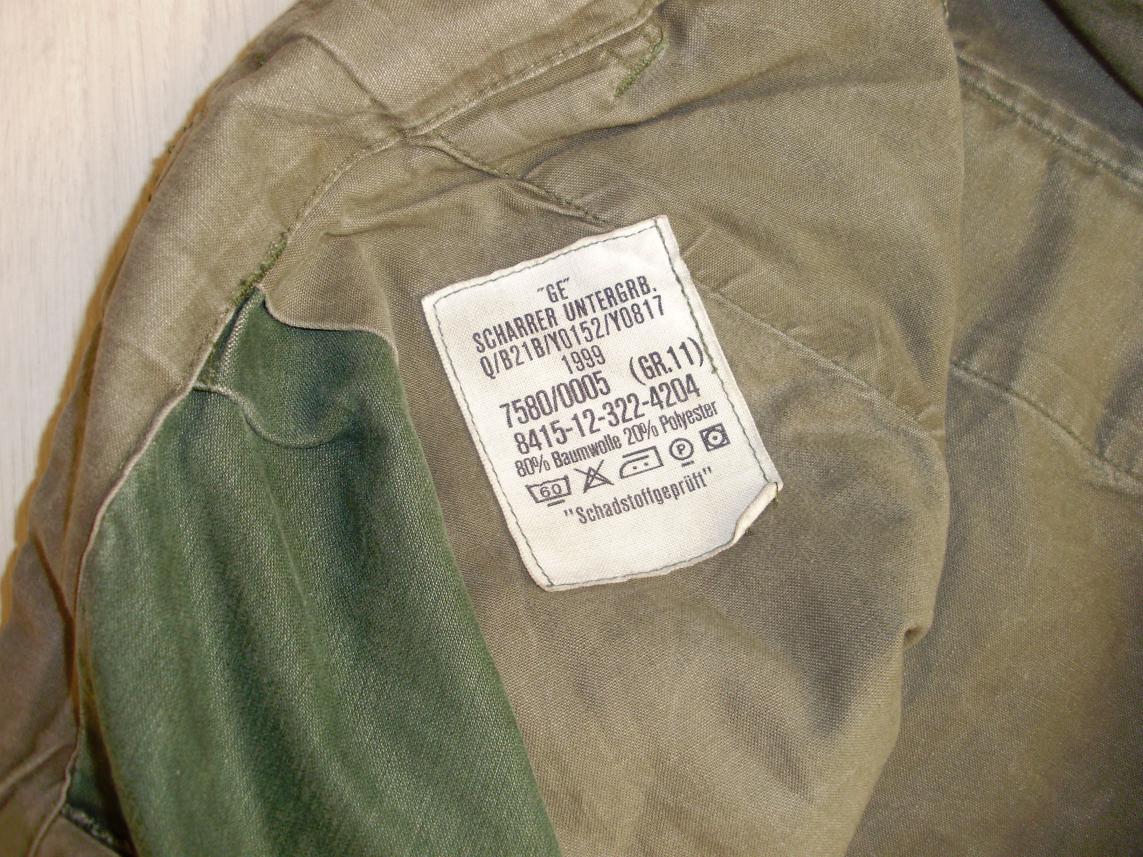 "GE"
SCHARRER UNTERGRB.
Q/B21B/Y0152/Y0817
1999
7580/0005 (GR.11)
8415-12-322-4204
80% Baumwolle 20% Polyester
60 P
"Schadstoffgeprüft"